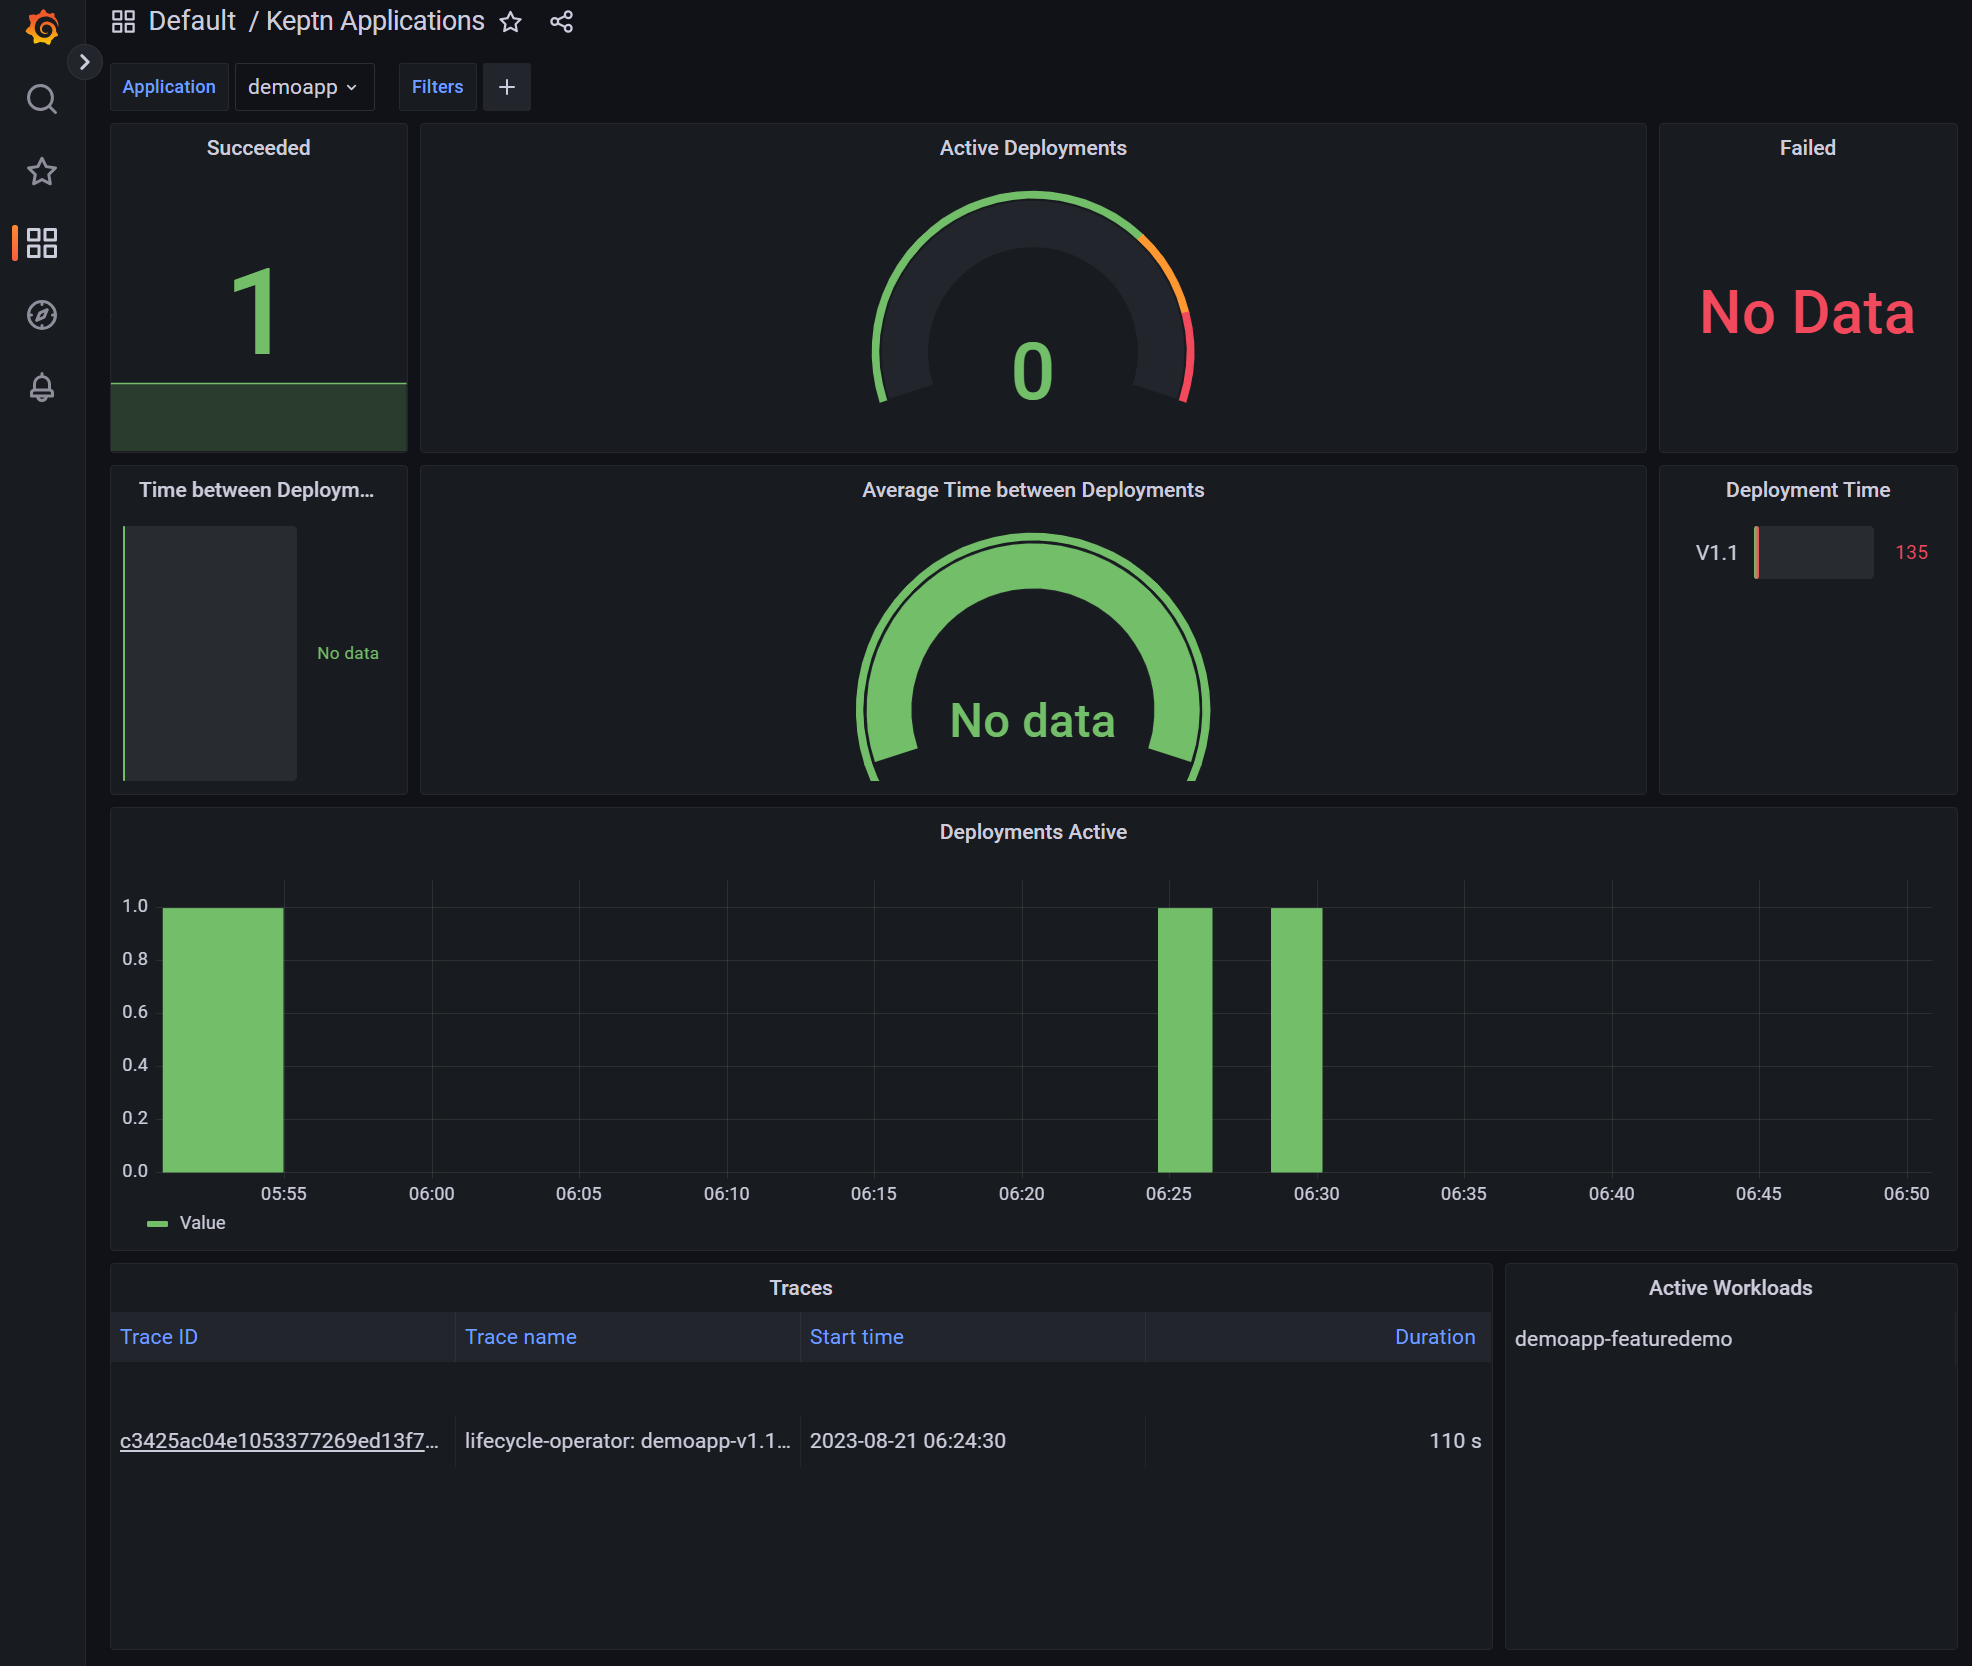 Default / Keptn Applications
Application demoapp Filters
Succeeded
1
Active Deployments
0
Failed
No Data
Time between Deploym...
No data
Average Time between Deployments
No data
Deployment Time
V1.1 135
Deployments Active
1.0
0.8
0.6
0.4
0.2
0.0
05:55 06:00 06:05 06:10 06:15 06:20 06:25 06:30 06:35 06:40 06:45 06:50
Value
Traces
Trace ID Trace name Start time Duration
c3425ac04e1053377269ed13f7... lifecycle-operator: demoapp-v1.1... 2023-08-21 06:24:30 110 s
Active Workloads
demoapp-featuredemo